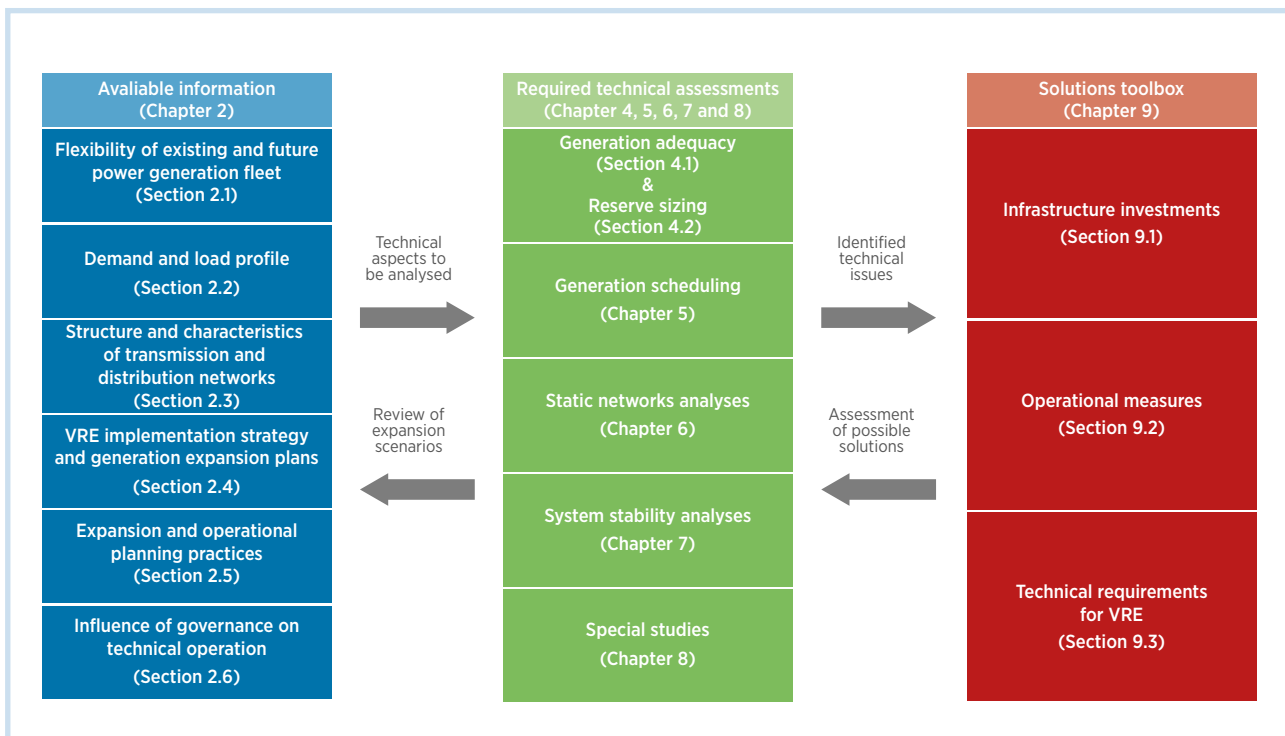 Avaliable information
(Chapter 2)
Flexibility of existing and future
power generation fleet
(Section 2.1)
Demand and load profile
(Section 2.2)
Structure and characteristics
of transmission and
distribution networks
(Section 2.3)
VRE implementation strategy
and generation expansion plans
(Section 2.4)
Expansion and operational
planning practices
(Section 2.5)
Influence of governance on
technical operation
(Section 2.6)
Technical
aspects to
be analysed
Review of
expansion
scenarios
Required technical assessments
(Chapter 4, 5, 6, 7 and 8)
Generation adequacy
(Section 4.1)
&
Reserve sizing
(Section 4.2)
Generation scheduling
(Chapter 5)
Static networks analyses
(Chapter 6)
System stability analyses
(Chapter 7)
Special studies
(Chapter 8)
Identified
technical
issues
Assessment
of possible
solutions
Solutions toolbox
(Chapter 9)
Infrastructure investments
(Section 9.1)
Operational measures
(Section 9.2)
Technical requirements
for VRE
(Section 9.3)